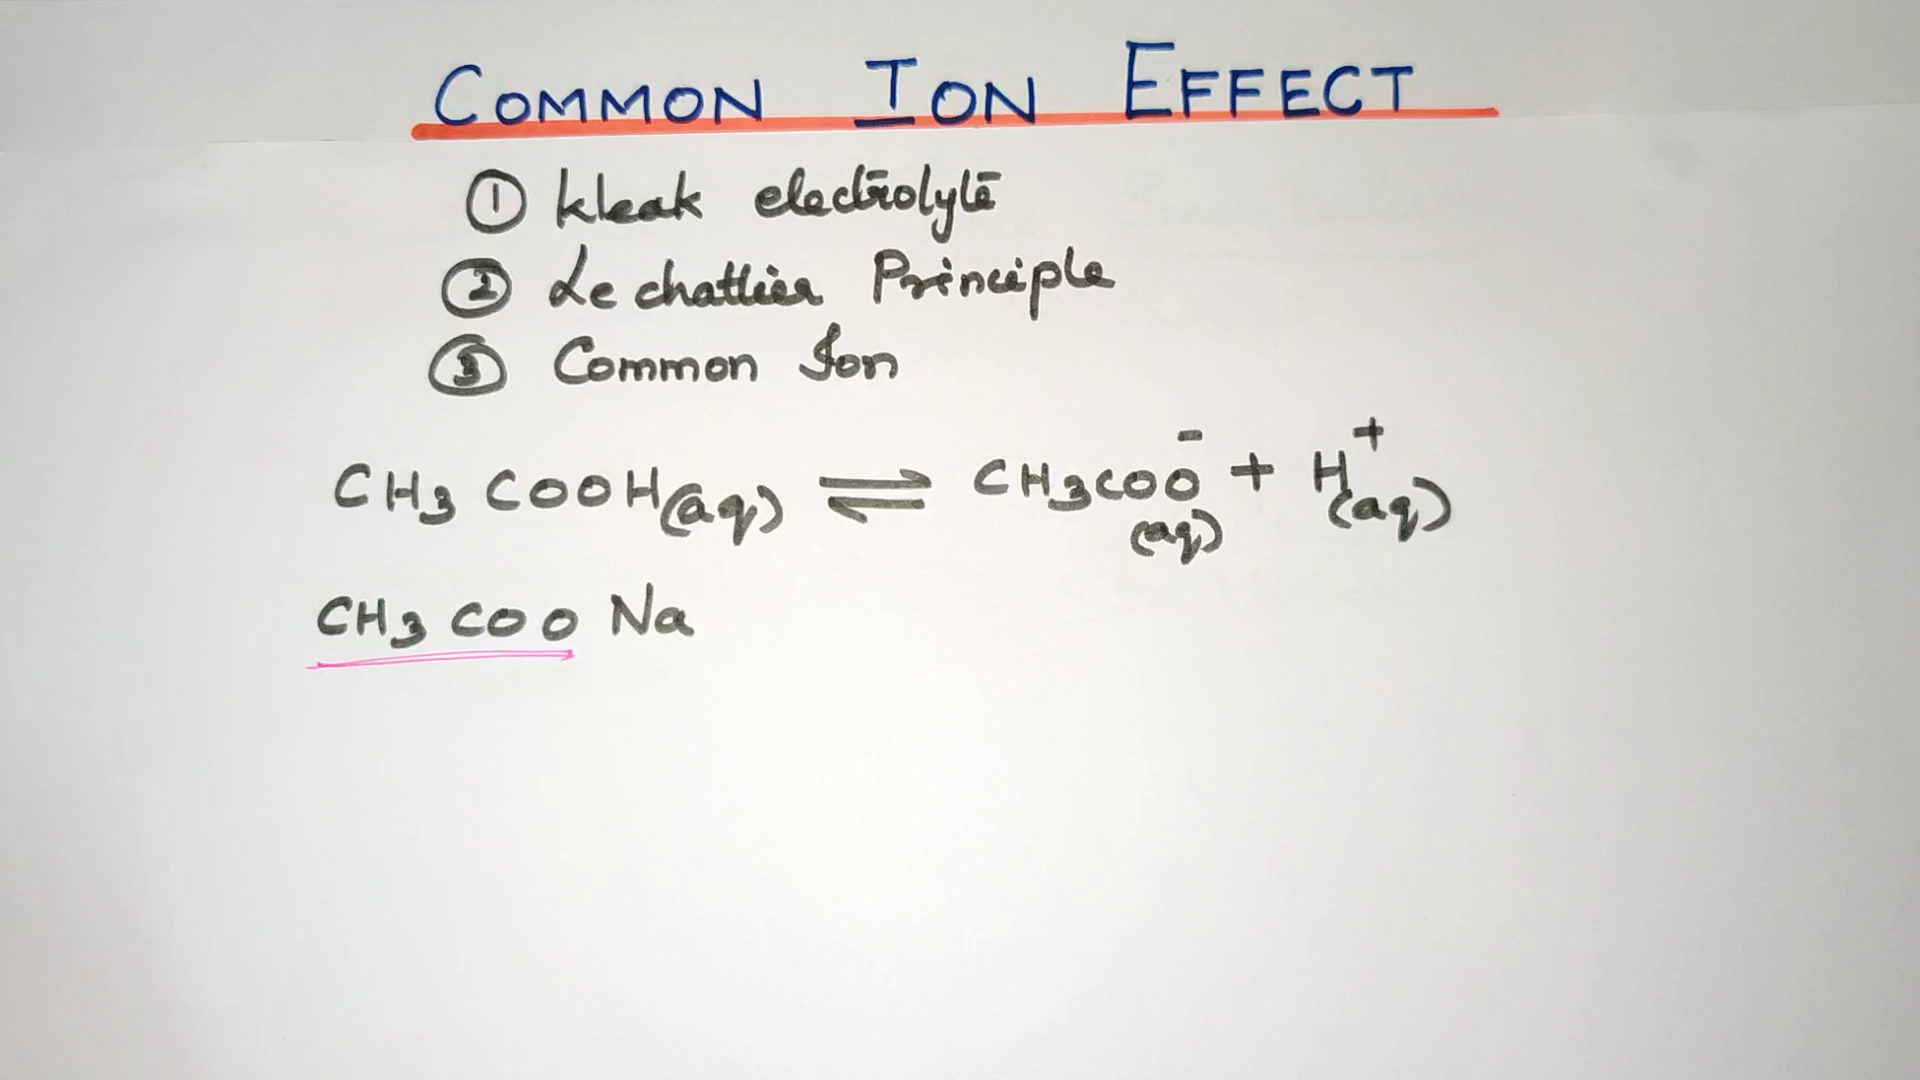 COMMON ION EFFECT
① Weak electrolyte
② Le chatlier Principle
③ Common Ion
CH3 COOH(aq) ⇌ CH3COO⁻(aq) + H⁺(aq)
CH3 COO Na